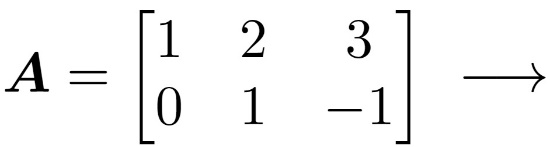 A = [ 1 2 3
0 1 −1 ] ⟶